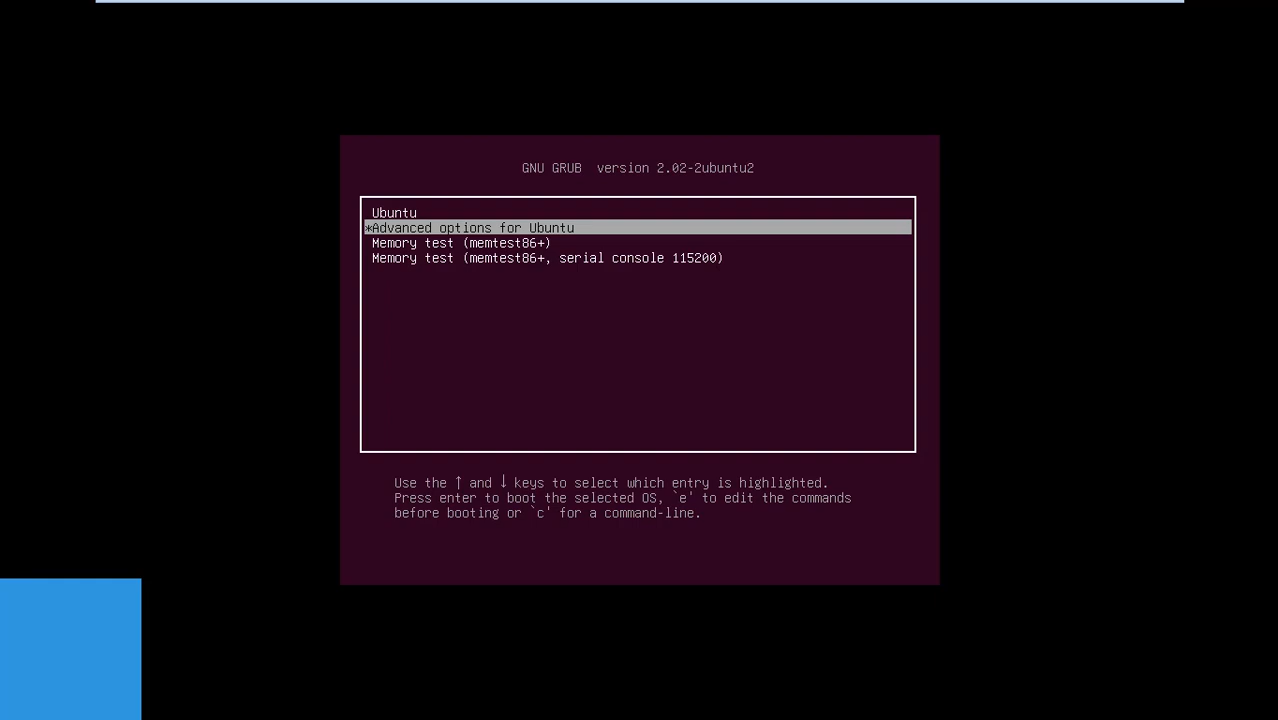 GNU GRUB  version 2.02-2ubuntu2
Ubuntu
*Advanced options for Ubuntu
Memory test (memtest86+)
Memory test (memtest86+, serial console 115200)
Use the ↑ and ↓ keys to select which entry is highlighted.
Press enter to boot the selected OS, `e' to edit the commands
before booting or `c' for a command-line.